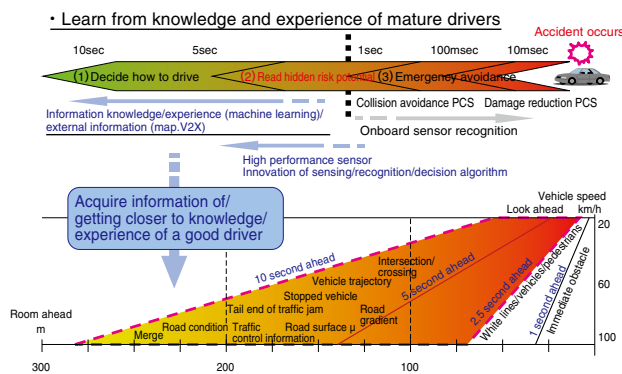 ・Learn from knowledge and experience of mature drivers
Accident occurs
10sec 5sec 1sec 100msec 10msec
(1) Decide how to drive (2) Read hidden risk potential (3) Emergency avoidance
Information knowledge/experience (machine learning)/
external information (map.V2X)
Collision avoidance PCS Damage reduction PCS
Onboard sensor recognition
High performance sensor
Innovation of sensing/recognition/decision algorithm
Acquire information of/
getting closer to knowledge/
experience of a good driver
Vehicle speed
km/h
Look ahead
20
60
100
10 second ahead
5 second ahead
2.5 second ahead
White lines/vehicles/pedestrians
1 second ahead
Immediate obstacle
Intersection/
crossing
Vehicle trajectory
Stopped vehicle
Tail end of traffic jam
Road
gradient
Road condition
Traffic
control information
Road surface μ
Merge
Room ahead
m
300 200 100